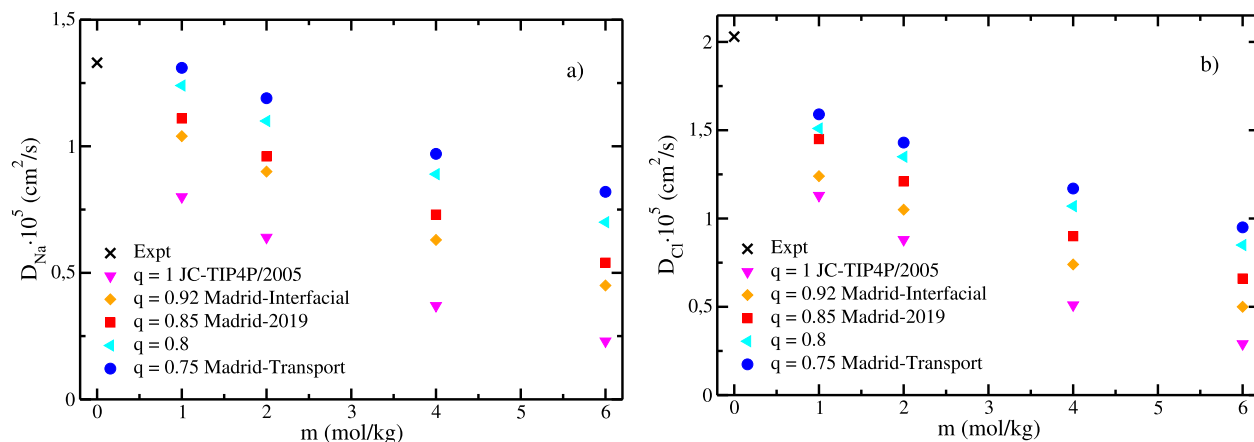 1,5
1
0,5
0
D_Na·10^5 (cm^2/s)
a)
Expt
q = 1 JC-TIP4P/2005
q = 0.92 Madrid-Interfacial
q = 0.85 Madrid-2019
q = 0.8
q = 0.75 Madrid-Transport
0 1 2 3 4 5 6
m (mol/kg)
2
1,5
1
0,5
0
D_Cl·10^5 (cm^2/s)
b)
Expt
q = 1 JC-TIP4P/2005
q = 0.92 Madrid-Interfacial
q = 0.85 Madrid-2019
q = 0.8
q = 0.75 Madrid-Transport
0 1 2 3 4 5 6
m (mol/kg)